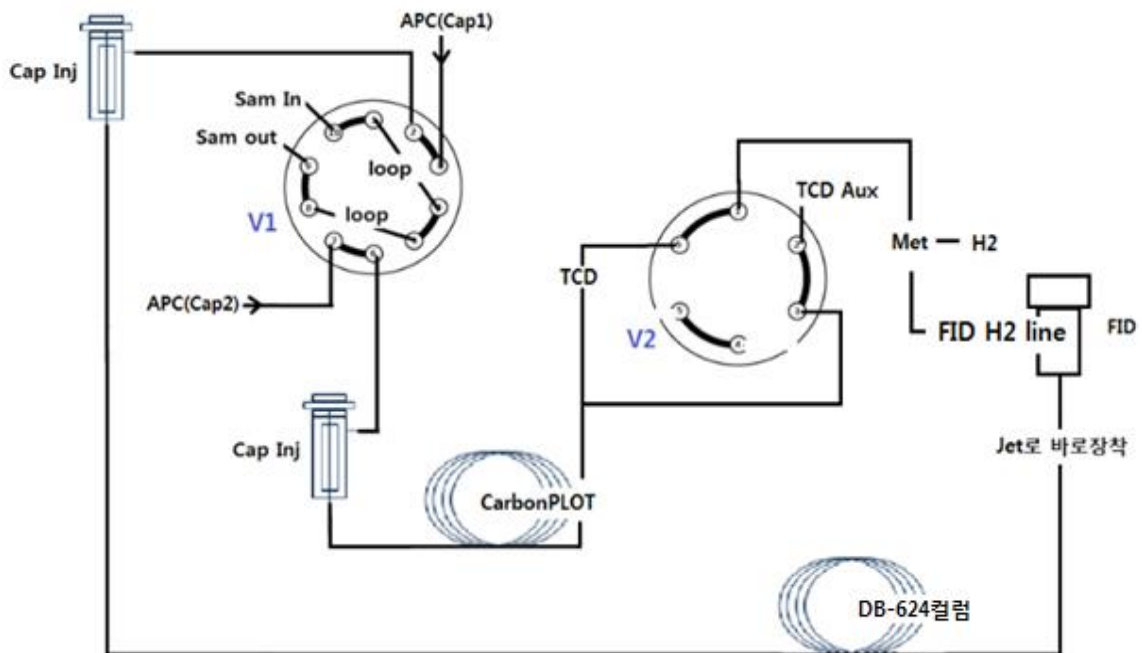 APC(Cap1)
Cap Inj
Sam In
Sam out
loop
loop
V1
APC(Cap2)
TCD Aux
Met
H2
TCD
V2
FID H2 line
FID
Cap Inj
Jet로 바로장착
CarbonPLOT
DB-624컬럼